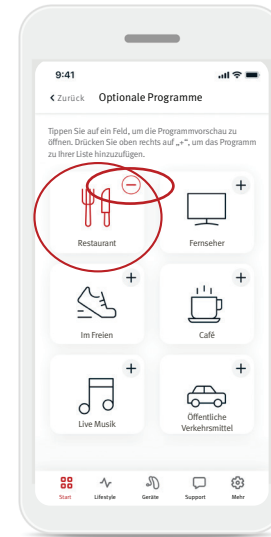 9:41
Zurück Optionale Programme
Tippen Sie auf ein Feld, um die Programmvorschau zu
öffnen. Drücken Sie oben rechts auf „+“, um das Programm
zu Ihrer Liste hinzuzufügen.
Restaurant Fernseher
Im Freien Café
Live Musik Öffentliche
Verkehrsmittel
Start Lifestyle Geräte Support Mehr